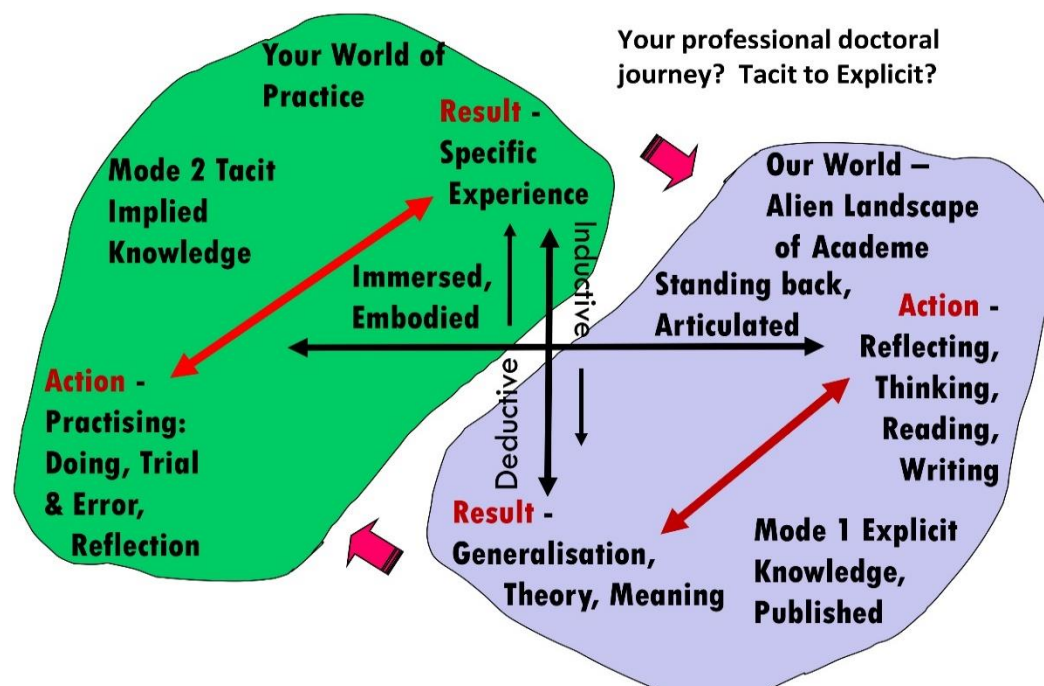 Your World of
Practice
Your professional doctoral
journey?  Tacit to Explicit?
Result -
Specific
Experience
Mode 2 Tacit
Implied
Knowledge
Immersed,
Embodied
Action -
Practising:
Doing, Trial
& Error,
Reflection
Inductive
Deductive
Our World –
Alien Landscape
of Academe
Standing back,
Articulated
Action -
Reflecting,
Thinking,
Reading,
Writing
Result -
Generalisation,
Theory, Meaning
Mode 1 Explicit
Knowledge,
Published